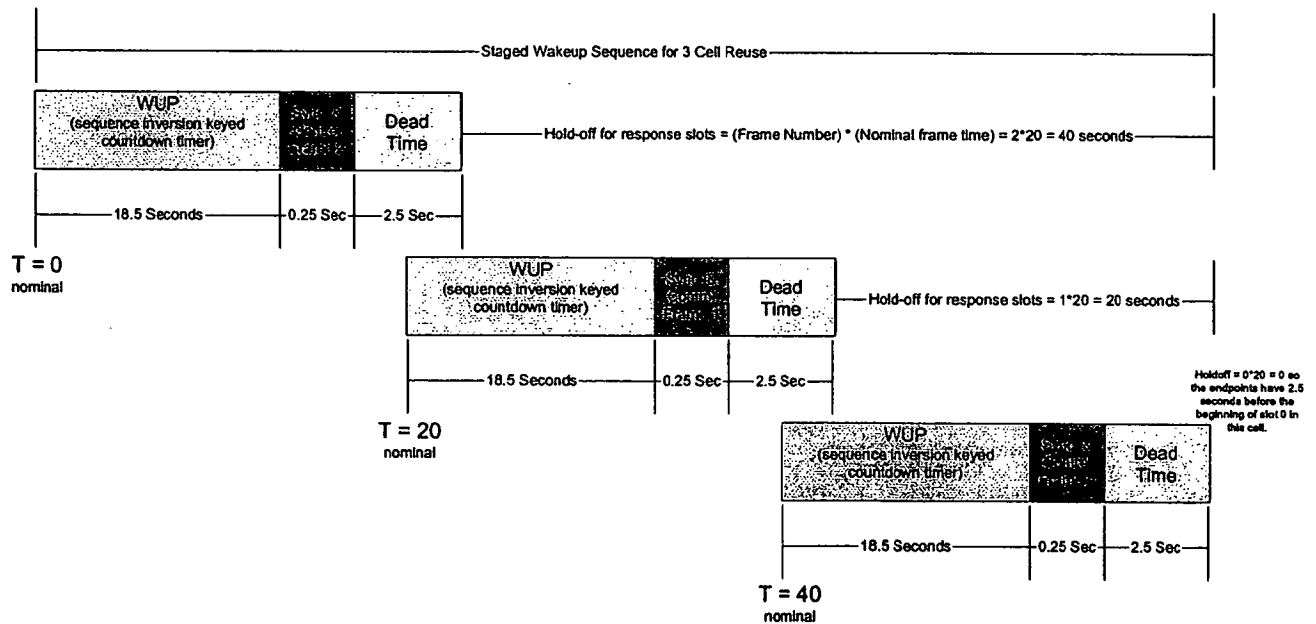 Staged Wakeup Sequence for 3 Cell Reuse
WUP
(sequence inversion keyed
countdown timer)
Dead
Time
Hold-off for response slots = (Frame Number) * (Nominal frame time) = 2*20 = 40 seconds
18.5 Seconds
0.25 Sec
2.5 Sec
T = 0
nominal
WUP
(sequence inversion keyed
countdown timer)
Dead
Time
Hold-off for response slots = 1*20 = 20 seconds
18.5 Seconds
0.25 Sec
2.5 Sec
T = 20
nominal
Holdoff = 0*20 = 0 so
the endpoints have 2.5
seconds before the
beginning of slot 0 in
this cell.
WUP
(sequence inversion keyed
countdown timer)
Dead
Time
18.5 Seconds
0.25 Sec
2.5 Sec
T = 40
nominal